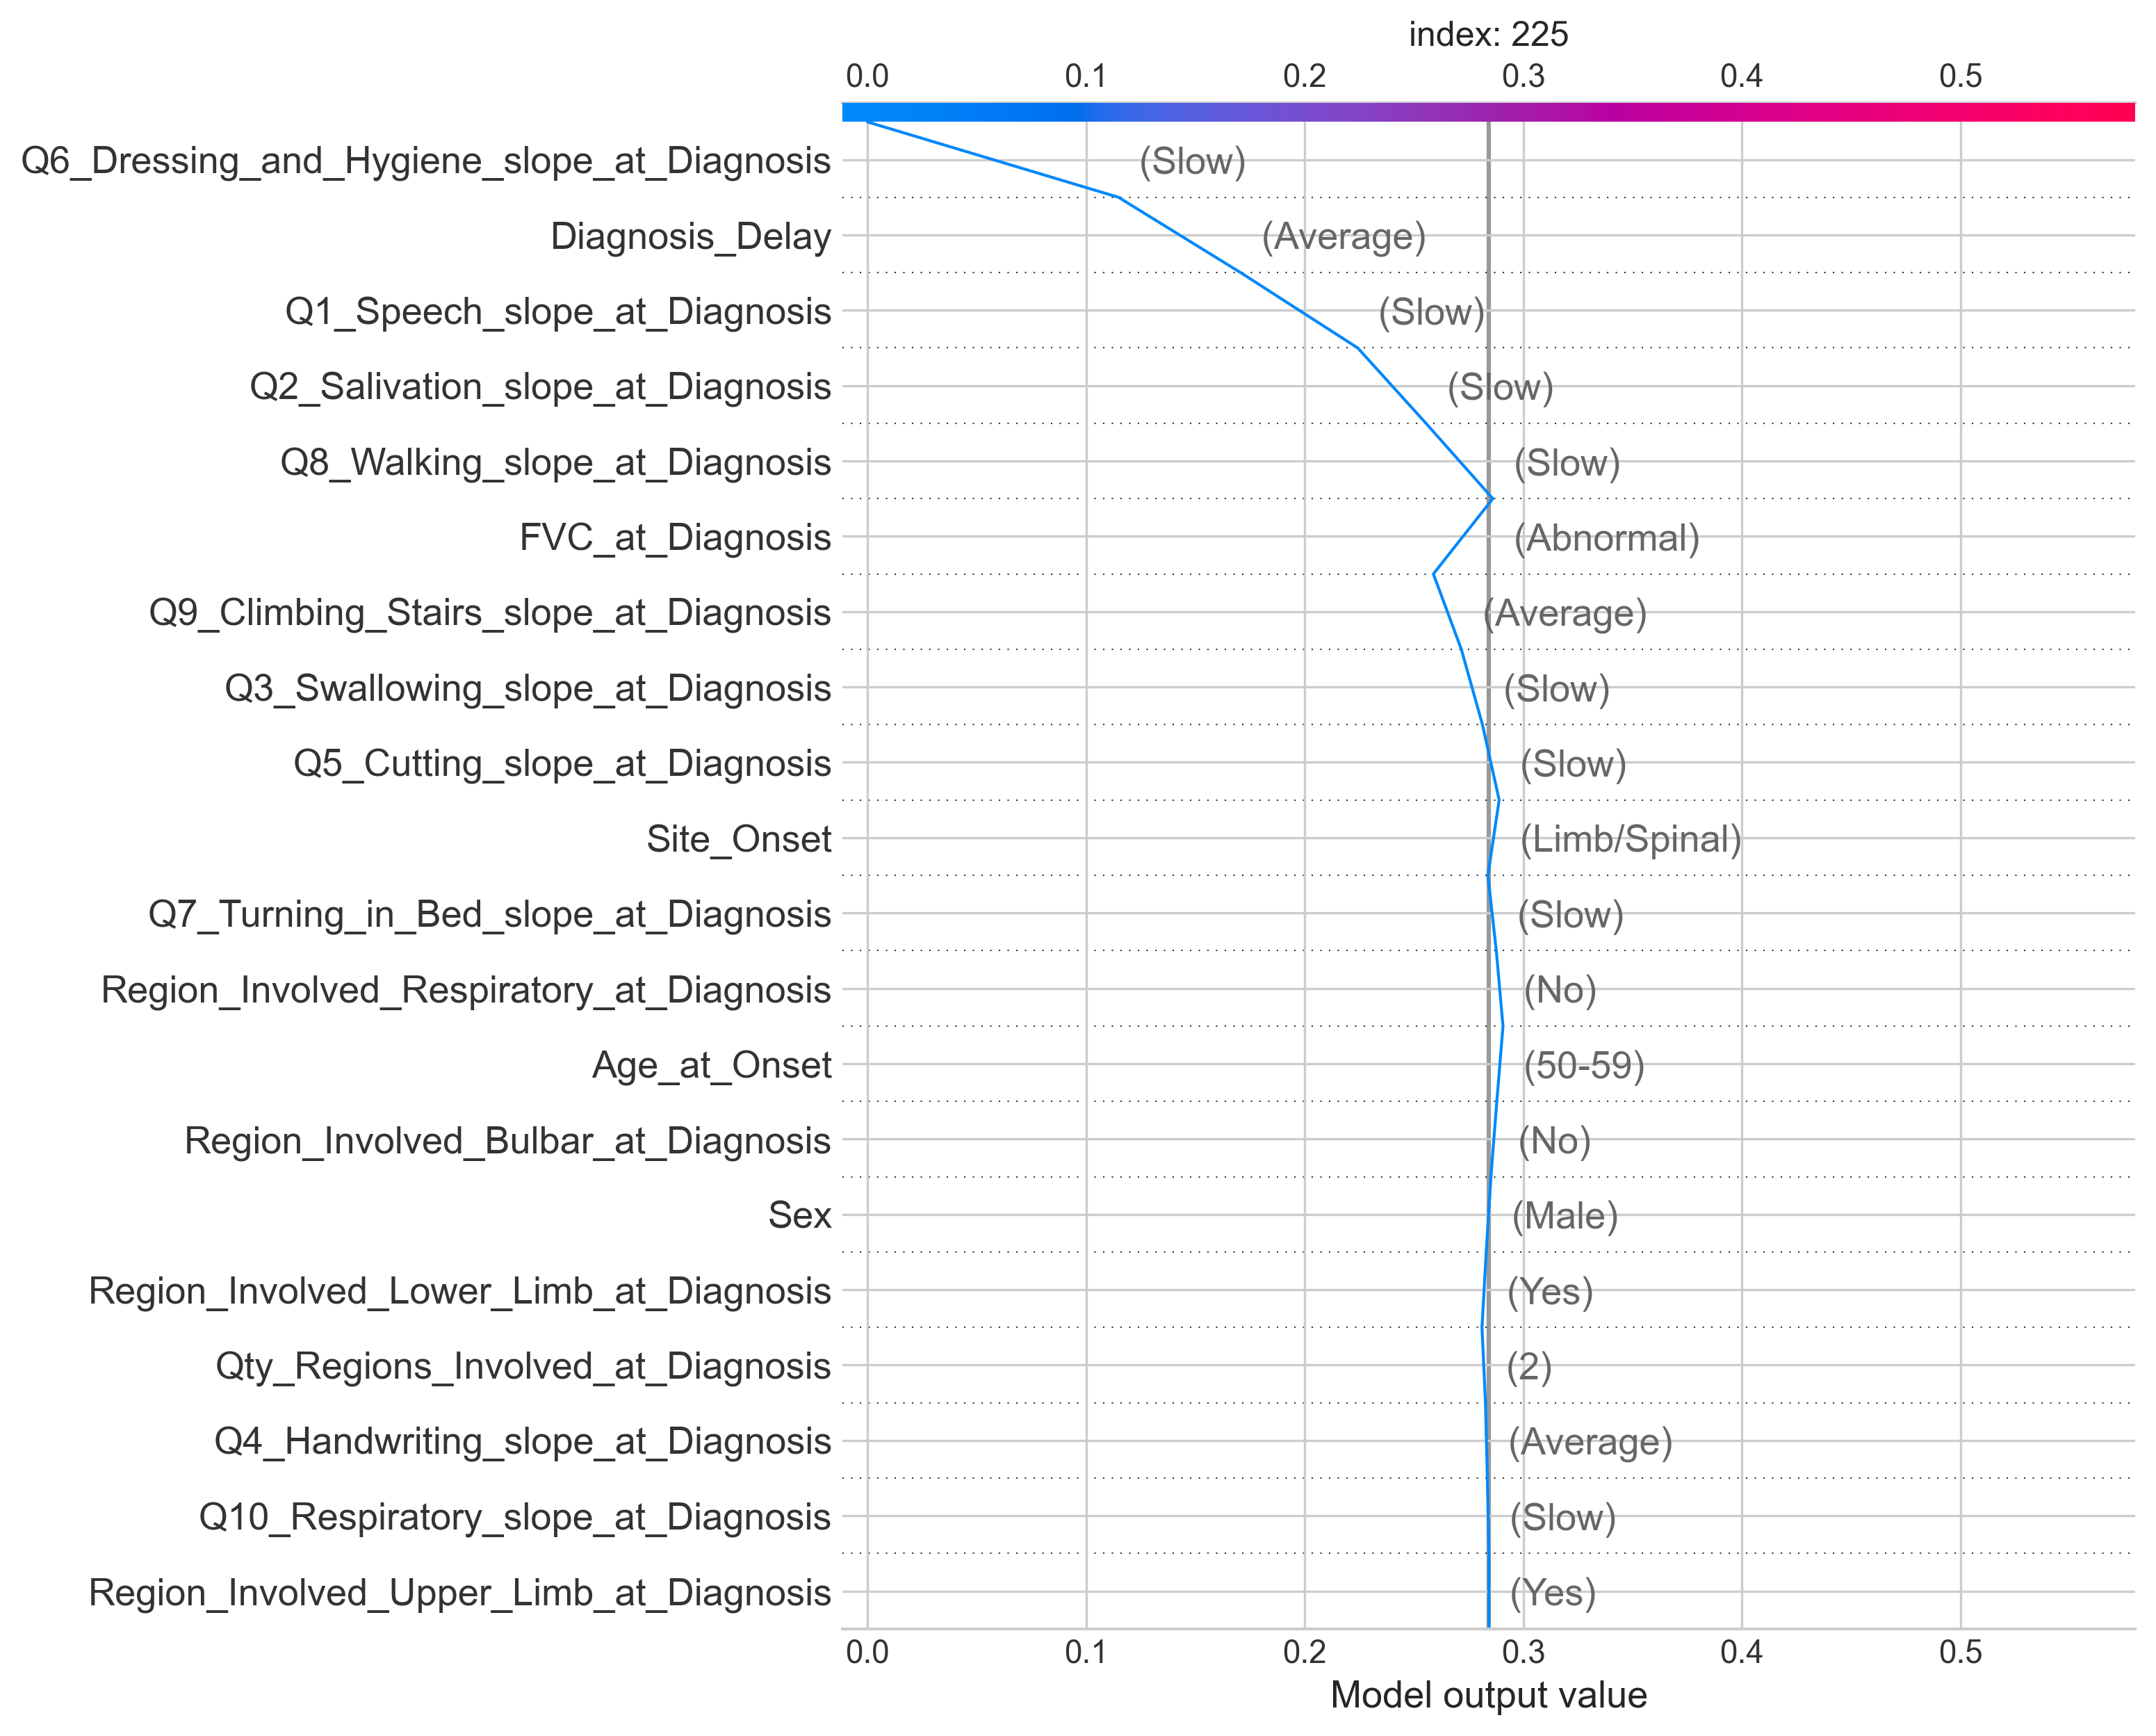 index: 225
0.0 0.1 0.2 0.3 0.4 0.5
Q6_Dressing_and_Hygiene_slope_at_Diagnosis (Slow)
Diagnosis_Delay (Average)
Q1_Speech_slope_at_Diagnosis (Slow)
Q2_Salivation_slope_at_Diagnosis (Slow)
Q8_Walking_slope_at_Diagnosis (Slow)
FVC_at_Diagnosis (Abnormal)
Q9_Climbing_Stairs_slope_at_Diagnosis (Average)
Q3_Swallowing_slope_at_Diagnosis (Slow)
Q5_Cutting_slope_at_Diagnosis (Slow)
Site_Onset (Limb/Spinal)
Q7_Turning_in_Bed_slope_at_Diagnosis (Slow)
Region_Involved_Respiratory_at_Diagnosis (No)
Age_at_Onset (50-59)
Region_Involved_Bulbar_at_Diagnosis (No)
Sex (Male)
Region_Involved_Lower_Limb_at_Diagnosis (Yes)
Qty_Regions_Involved_at_Diagnosis (2)
Q4_Handwriting_slope_at_Diagnosis (Average)
Q10_Respiratory_slope_at_Diagnosis (Slow)
Region_Involved_Upper_Limb_at_Diagnosis (Yes)
0.0 0.1 0.2 0.3 0.4 0.5
Model output value